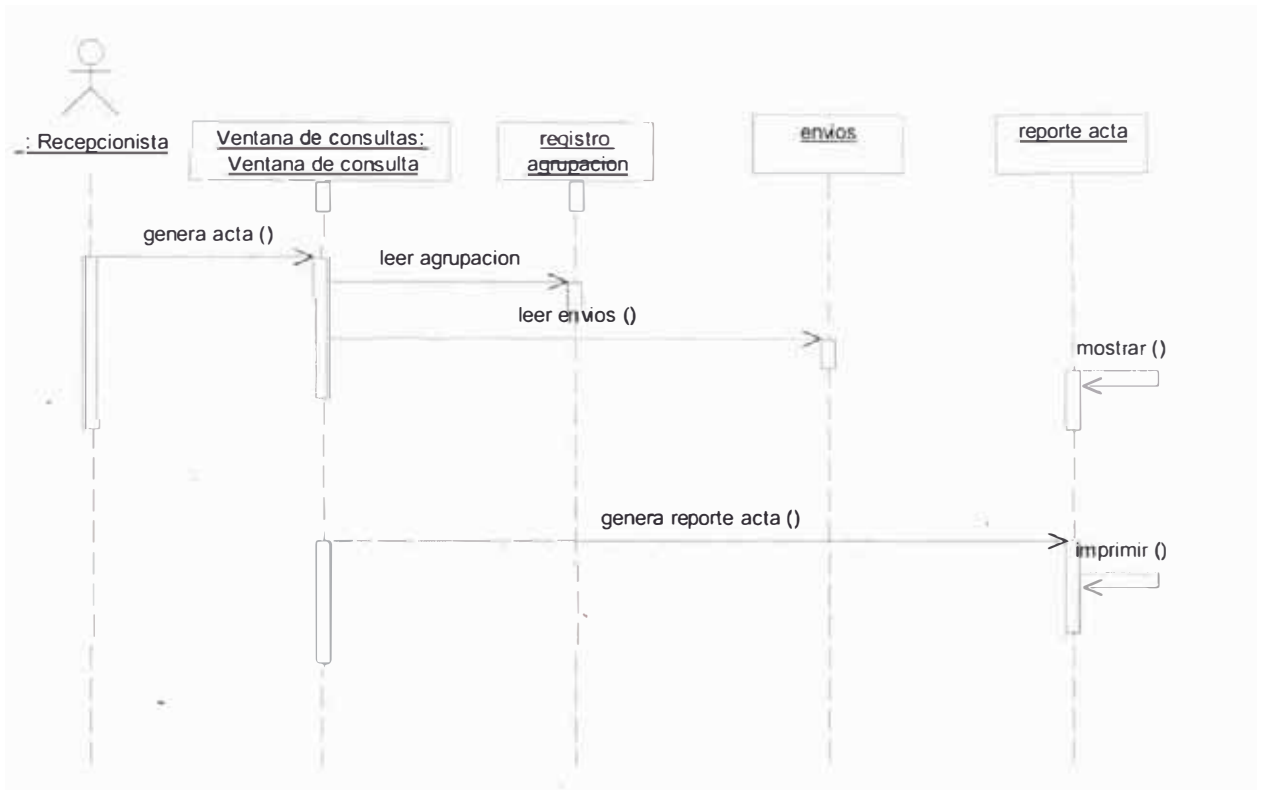 : Recepcionista
Ventana de consultas:
Ventana de consulta
registro
agrupacion
envios
reporte acta
genera acta ()
leer agrupacion
leer envios ()
mostrar ()
genera reporte acta ()
imprimir ()